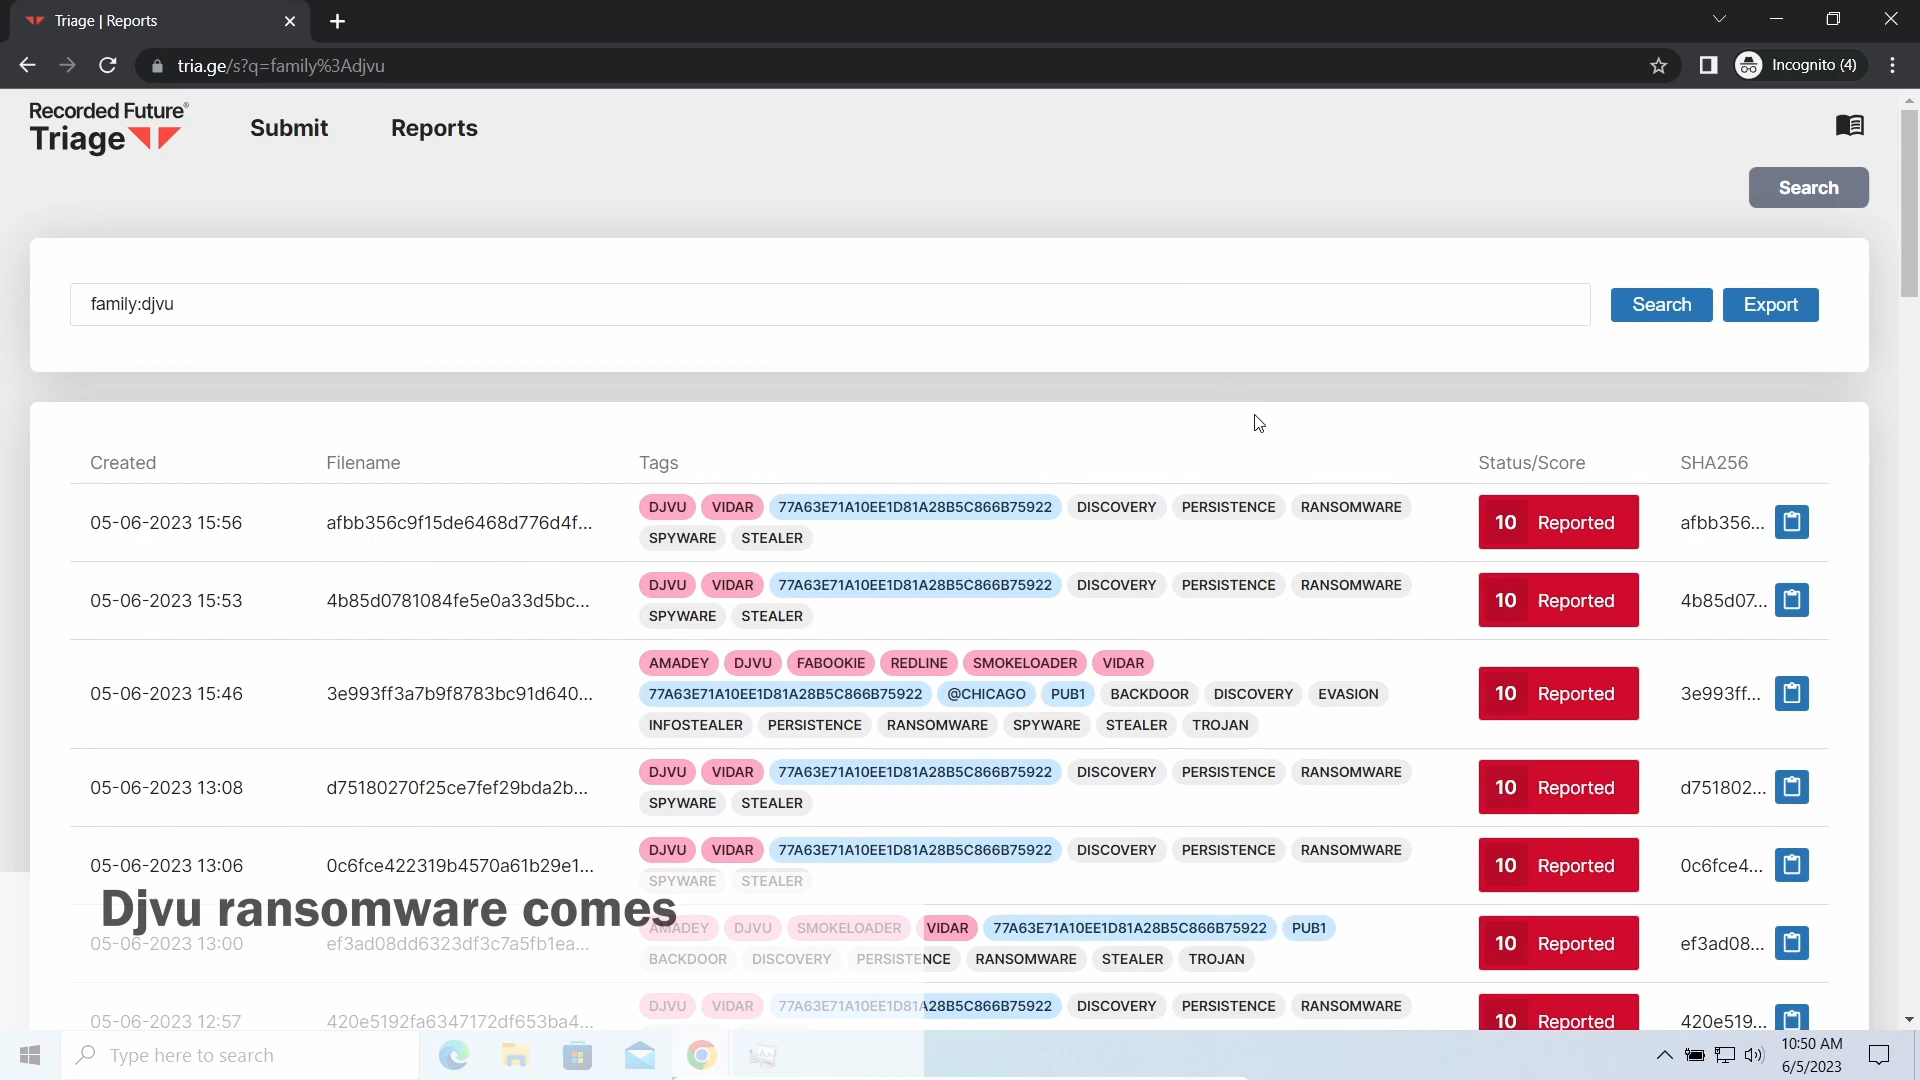 Triage | Reports
tria.ge/s?q=family%3Adjvu
Incognito (4)
Recorded Future®
Triage
Submit
Reports
Search
family:djvu
Search
Export
Created
Filename
Tags
Status/Score
SHA256
05-06-2023 15:56
afbb356c9f15de6468d776d4f...
DJVU VIDAR 77A63E71A10EE1D81A28B5C866B75922 DISCOVERY PERSISTENCE RANSOMWARE
SPYWARE STEALER
10 Reported
afbb356...
05-06-2023 15:53
4b85d0781084fe5e0a33d5bc...
DJVU VIDAR 77A63E71A10EE1D81A28B5C866B75922 DISCOVERY PERSISTENCE RANSOMWARE
SPYWARE STEALER
10 Reported
4b85d07...
05-06-2023 15:46
3e993ff3a7b9f8783bc91d640...
AMADEY DJVU FABOOKIE REDLINE SMOKELOADER VIDAR
77A63E71A10EE1D81A28B5C866B75922 @CHICAGO PUB1 BACKDOOR DISCOVERY EVASION
INFOSTEALER PERSISTENCE RANSOMWARE SPYWARE STEALER TROJAN
10 Reported
3e993ff...
05-06-2023 13:08
d75180270f25ce7fef29bda2b...
DJVU VIDAR 77A63E71A10EE1D81A28B5C866B75922 DISCOVERY PERSISTENCE RANSOMWARE
SPYWARE STEALER
10 Reported
d751802...
05-06-2023 13:06
0c6fce422319b4570a61b29e1...
DJVU VIDAR 77A63E71A10EE1D81A28B5C866B75922 DISCOVERY PERSISTENCE RANSOMWARE
SPYWARE STEALER
10 Reported
0c6fce4...
Djvu ransomware comes
05-06-2023 13:00
ef3ad08dd6323df3c7a5fb1ea...
AMADEY DJVU SMOKELOADER VIDAR 77A63E71A10EE1D81A28B5C866B75922 PUB1
BACKDOOR DISCOVERY PERSISTENCE RANSOMWARE STEALER TROJAN
10 Reported
ef3ad08...
05-06-2023 12:57
420e5192fa6347172df653ba4...
DJVU VIDAR 77A63E71A10EE1D81A28B5C866B75922 DISCOVERY PERSISTENCE RANSOMWARE
10 Reported
420e519...
Type here to search
10:50 AM
6/5/2023